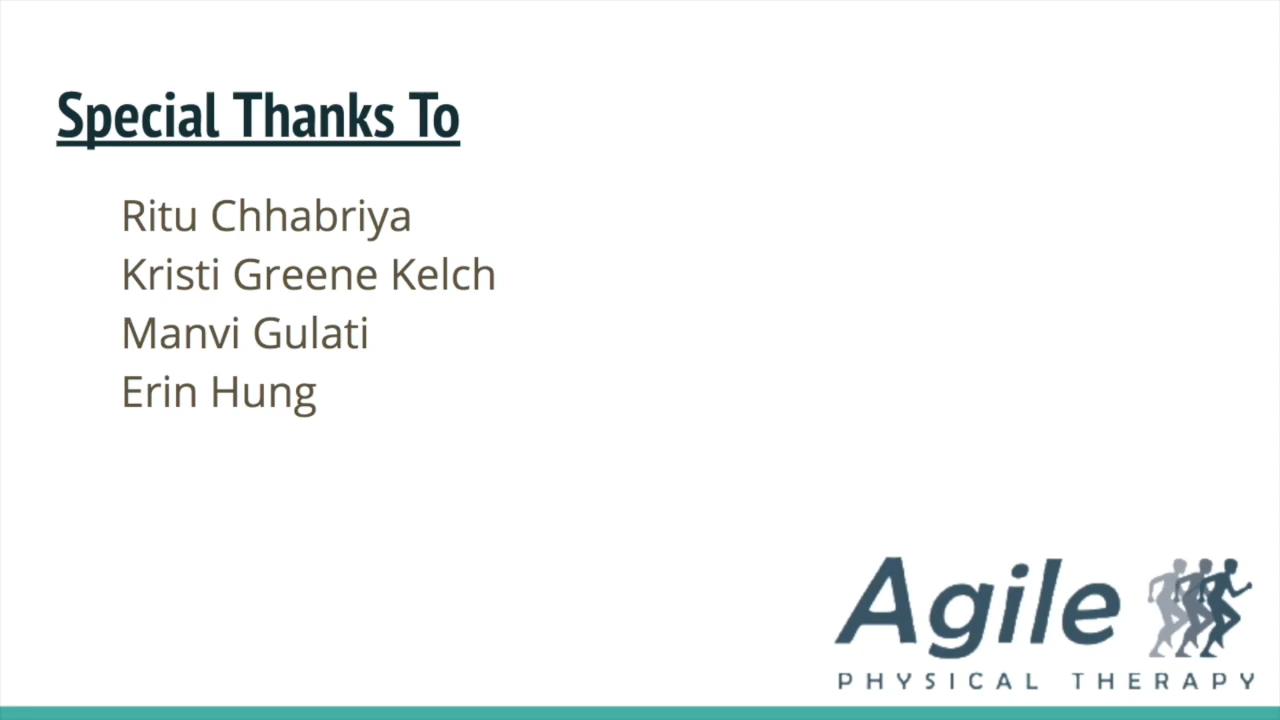 Special Thanks To
Ritu Chhabriya
Kristi Greene Kelch
Manvi Gulati
Erin Hung
Agile
PHYSICAL THERAPY